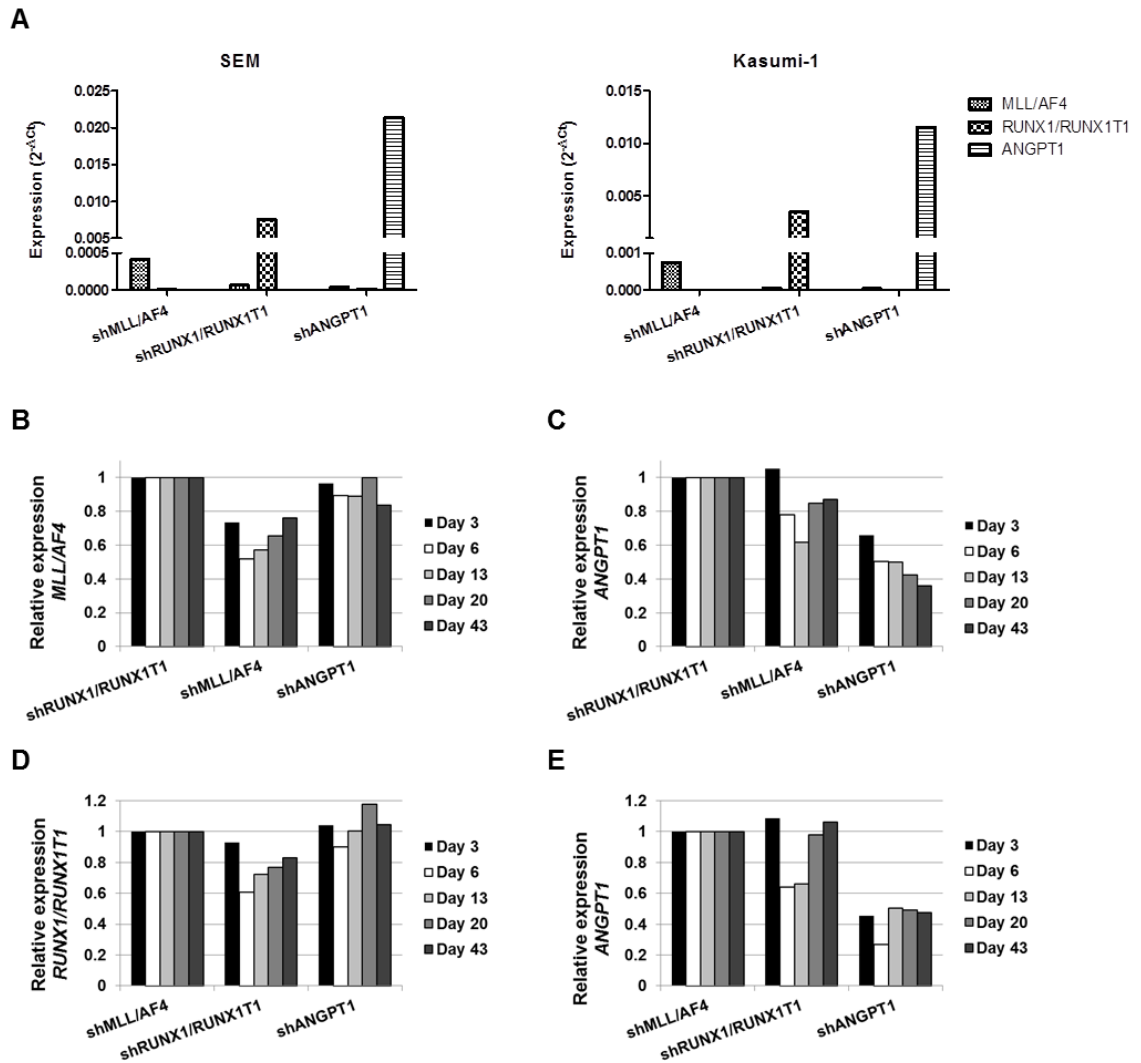 A
SEM
Expression (2^-ΔCt)
0.025
0.020
0.015
0.010
0.005
0.0005
0.0000
shMLL/AF4
shRUNX1/RUNX1T1
shANGPT1
Kasumi-1
Expression (2^-ΔCt)
0.015
0.010
0.005
0.001
0.000
shMLL/AF4
shRUNX1/RUNX1T1
shANGPT1
MLL/AF4
RUNX1/RUNX1T1
ANGPT1
B
Relative expression
MLL/AF4
1
0.8
0.6
0.4
0.2
0
shRUNX1/RUNX1T1
shMLL/AF4
shANGPT1
Day 3
Day 6
Day 13
Day 20
Day 43
C
Relative expression
ANGPT1
1
0.8
0.6
0.4
0.2
0
shRUNX1/RUNX1T1
shMLL/AF4
shANGPT1
Day 3
Day 6
Day 13
Day 20
Day 43
D
Relative expression
RUNX1/RUNX1T1
1.2
1
0.8
0.6
0.4
0.2
0
shMLL/AF4
shRUNX1/RUNX1T1
shANGPT1
Day 3
Day 6
Day 13
Day 20
Day 43
E
Relative expression
ANGPT1
1.2
1
0.8
0.6
0.4
0.2
0
shMLL/AF4
shRUNX1/RUNX1T1
shANGPT1
Day 3
Day 6
Day 13
Day 20
Day 43